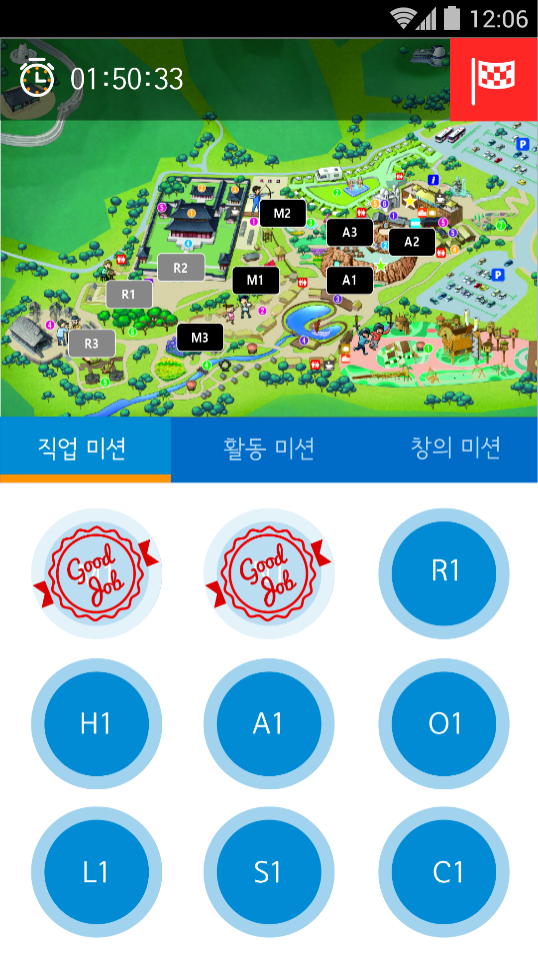 12:06
01:50:33
P
i
M2
A3
A2
R2
M1
A1
P
R1
M3
R3
직업 미션
활동 미션
창의 미션
Good
Job
Good
Job
R1
H1
A1
O1
L1
S1
C1